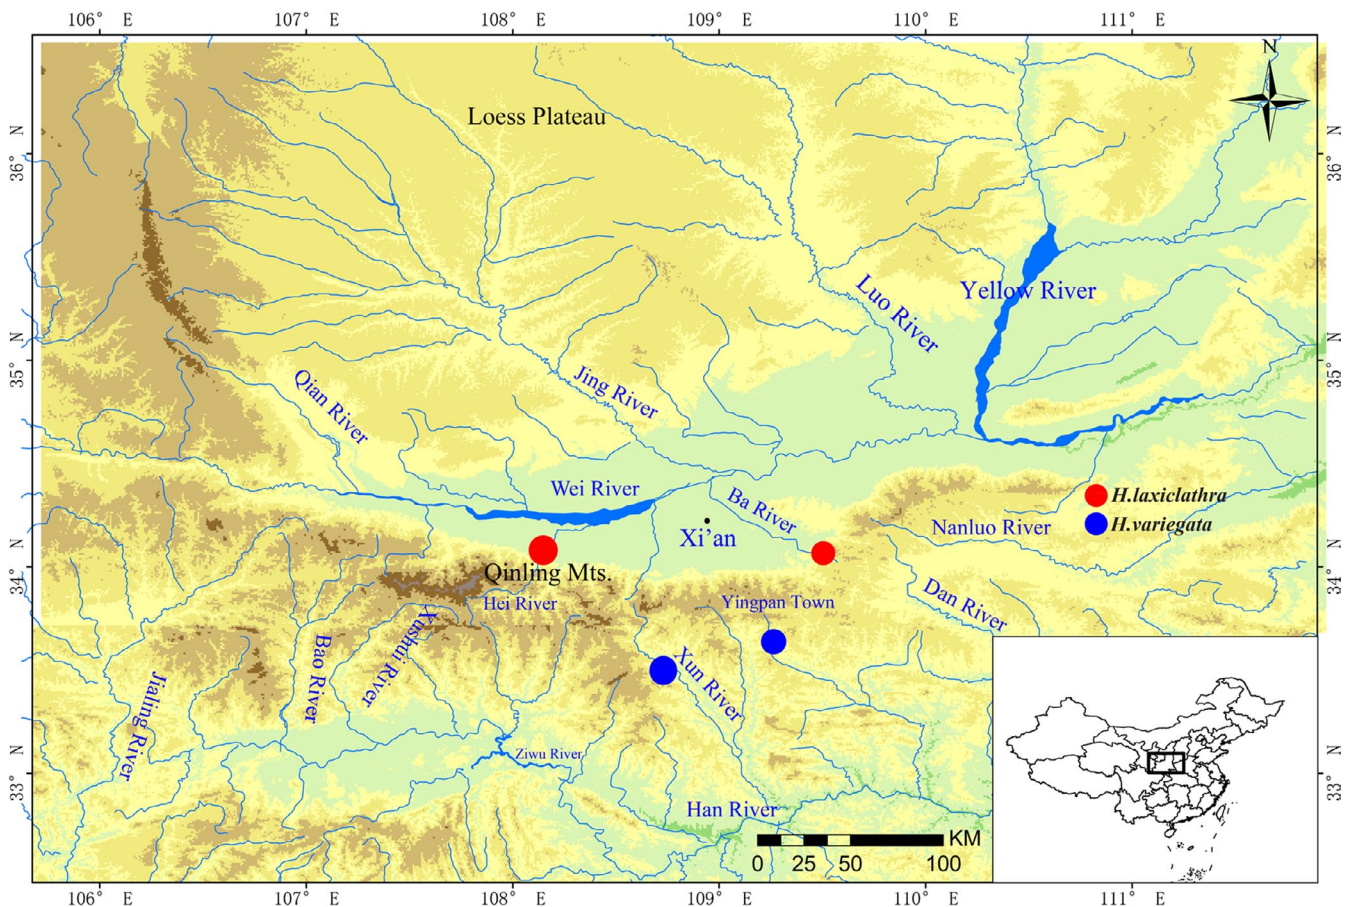 106° E 107° E 108° E 109° E 110° E 111° E
N
Loess Plateau
36° N
36° N
Luo River
Yellow River
35° N
35° N
Qian River
Jing River
Wei River
Ba River
H.laxiclathra
Nanluo River
H.variegata
Xi'an
34° N
34° N
Qinling Mts.
Hei River
Yingpan Town
Dan River
Xushui River
Bao River
Xun River
Jialing River
Ziwu River
33° N
33° N
Han River
KM
0 25 50 100
106° E 107° E 108° E 109° E 110° E 111° E